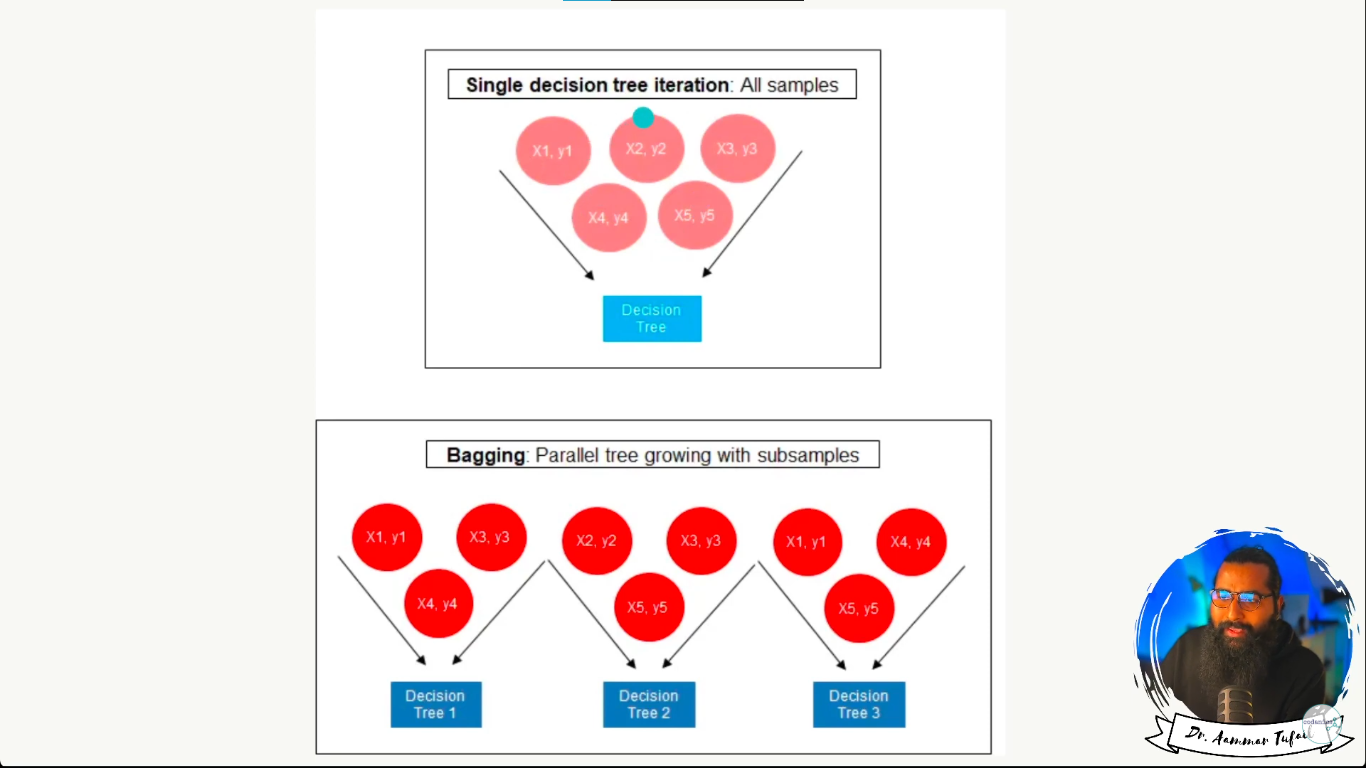 Single decision tree iteration: All samples
X1, y1
X2, y2
X3, y3
X4, y4
X5, y5
Decision
Tree
Bagging: Parallel tree growing with subsamples
X1, y1
X3, y3
X4, y4
X2, y2
X3, y3
X5, y5
X1, y1
X4, y4
X5, y5
Decision
Tree 1
Decision
Tree 2
Decision
Tree 3
Dr. Aammar